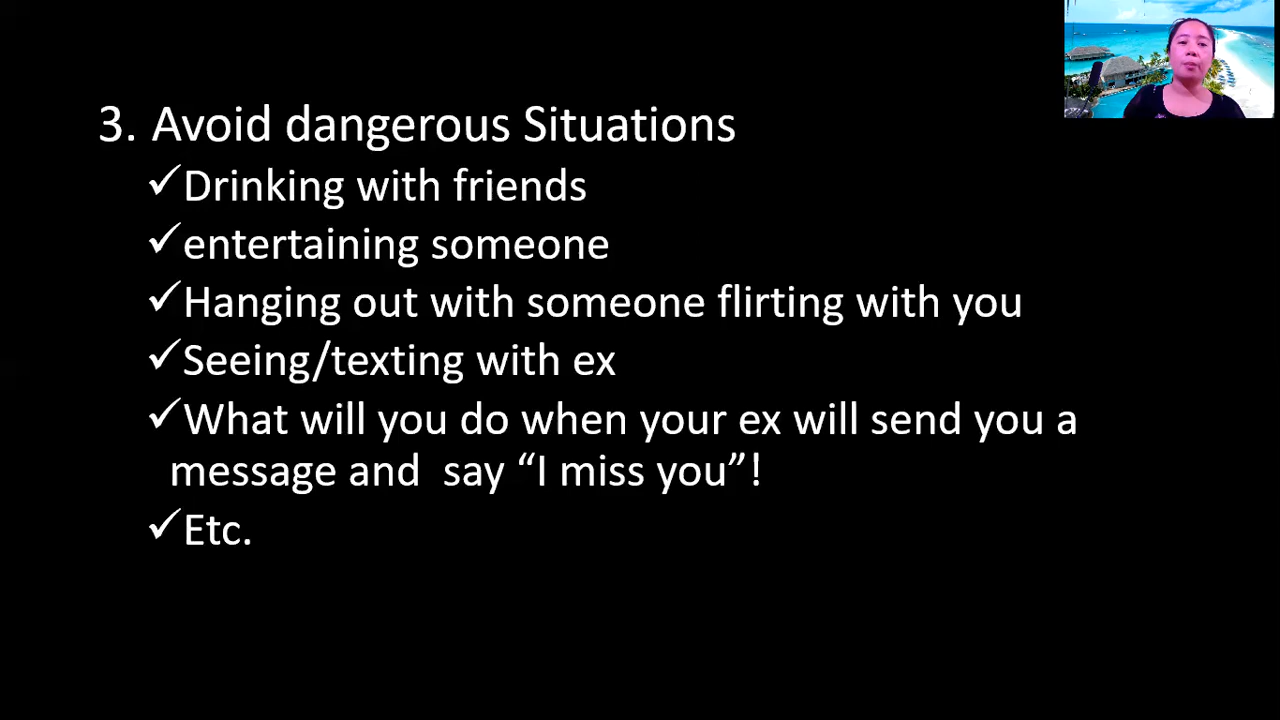 3. Avoid dangerous Situations
✓Drinking with friends
✓entertaining someone
✓Hanging out with someone flirting with you
✓Seeing/texting with ex
✓What will you do when your ex will send you a
message and  say “I miss you”!
✓Etc.